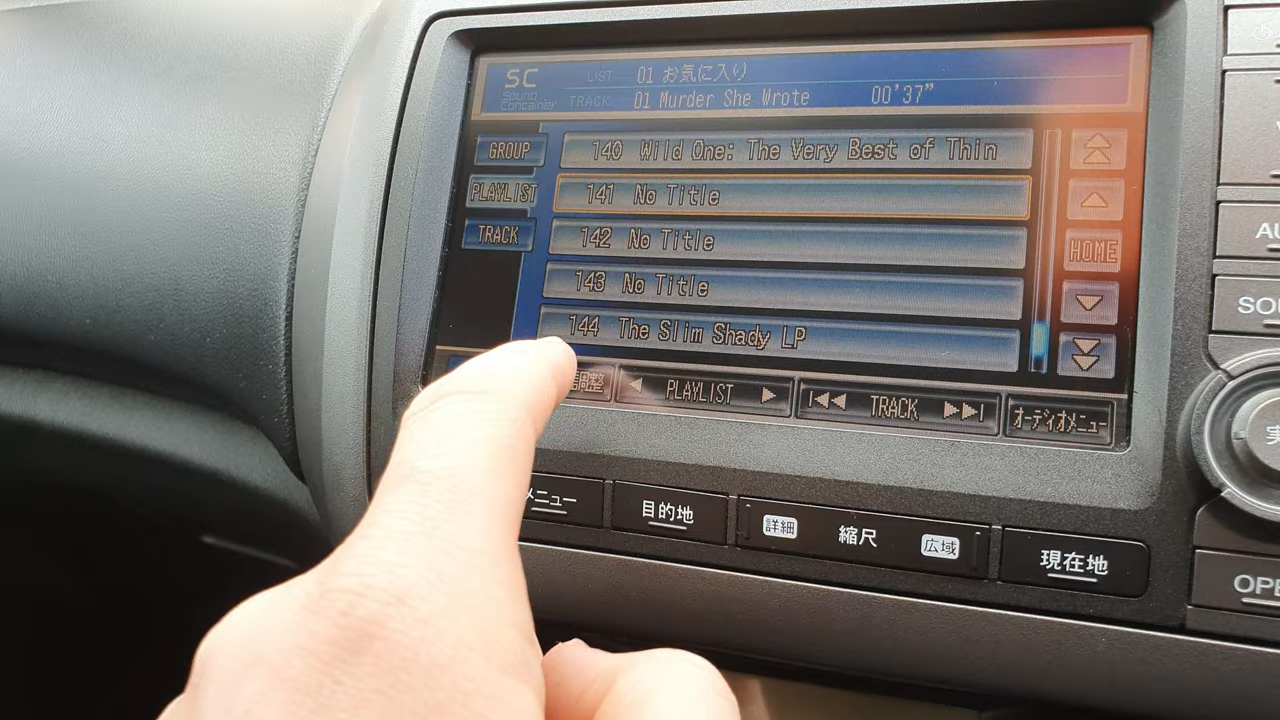 SC LIST 01 お気に入り
Sound Container TRACK 01 Murder She Wrote 00'37"
GROUP
PLAYLIST
TRACK
140 Wild One: The Very Best of Thin
141 No Title
142 No Title
143 No Title
144 The Slim Shady LP
HOME
調整 PLAYLIST TRACK オーディオメニュー
メニュー 目的地 詳細 縮尺 広域 現在地